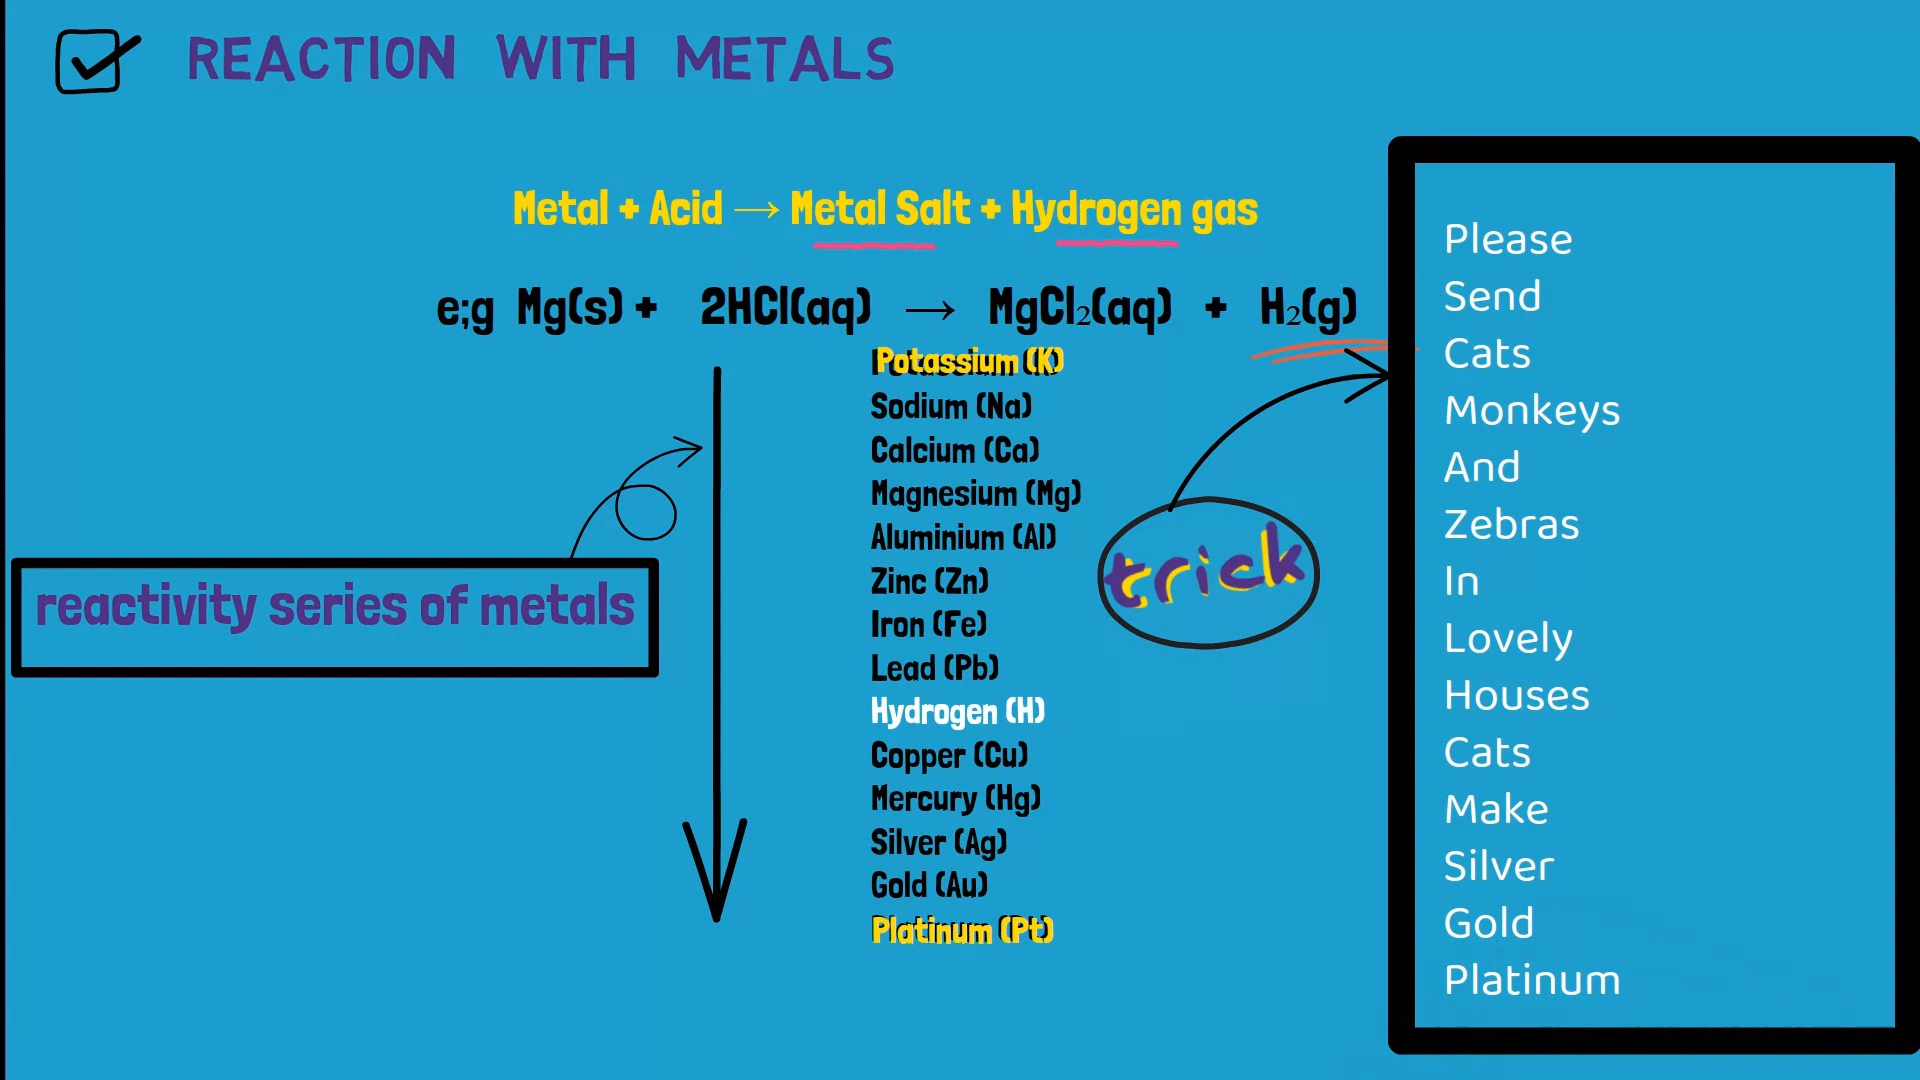 REACTION WITH METALS
Metal + Acid → Metal Salt + Hydrogen gas
e;g Mg(s) + 2HCl(aq) → MgCl₂(aq) + H₂(g)
Potassium (K)
Sodium (Na)
Calcium (Ca)
Magnesium (Mg)
Aluminium (Al)
Zinc (Zn)
Iron (Fe)
Lead (Pb)
Hydrogen (H)
Copper (Cu)
Mercury (Hg)
Silver (Ag)
Gold (Au)
Platinum (Pt)
reactivity series of metals
trick
Please
Send
Cats
Monkeys
And
Zebras
In
Lovely
Houses
Cats
Make
Silver
Gold
Platinum